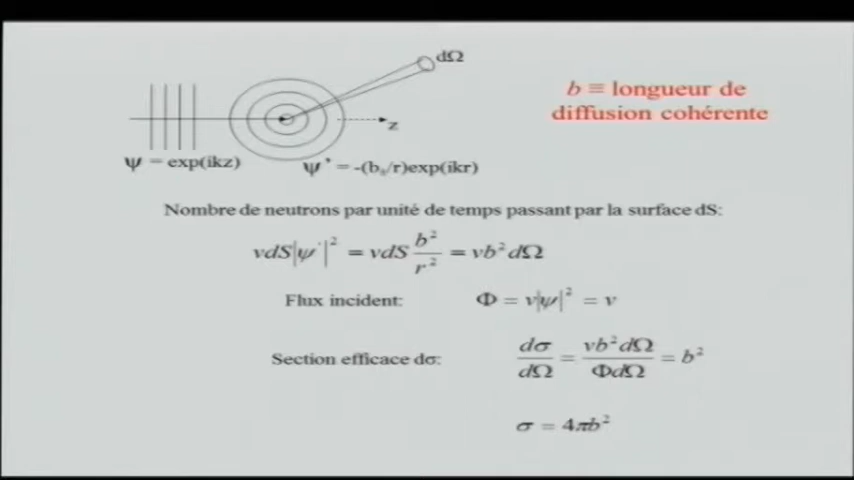 dΩ
b ≡ longueur de
diffusion cohérente
z
ψ = exp(ikz)
ψ' = -(b₀/r)exp(ikr)
Nombre de neutrons par unité de temps passant par la surface dS:
vdS|ψ'|² = vdS b²/r² = vb²dΩ
Flux incident: Φ = v|ψ|² = v
Section efficace dσ: dσ/dΩ = vb²dΩ/ΦdΩ = b²
σ = 4πb²